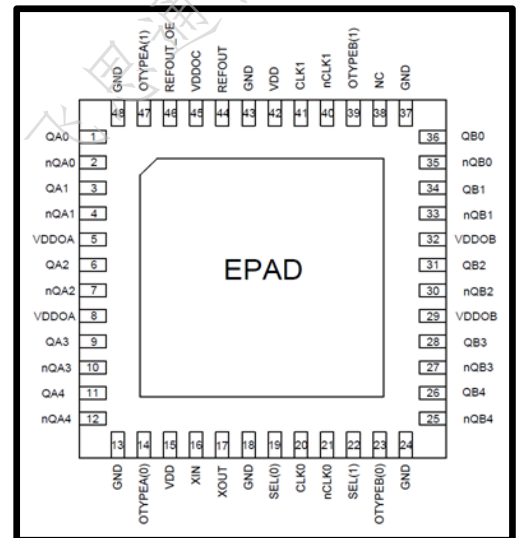 GND OTYPEA(1) REFOUT_OE VDDOC REFOUT GND VDD CLK1 nCLK1 OTYPEB(1) NC GND
48 47 46 45 44 43 42 41 40 39 38 37
QA0 1 36 QB0
nQA0 2 35 nQB0
QA1 3 34 QB1
nQA1 4 33 nQB1
VDDOA 5 32 VDDOB
QA2 6 31 QB2
nQA2 7 30 nQB2
VDDOA 8 29 VDDOB
QA3 9 28 QB3
nQA3 10 27 nQB3
QA4 11 26 QB4
nQA4 12 25 nQB4
EPAD
13 14 15 16 17 18 19 20 21 22 23 24
GND OTYPEA(0) VDD XIN XOUT GND SEL(0) CLK0 nCLK0 SEL(1) OTYPEB(0) GND